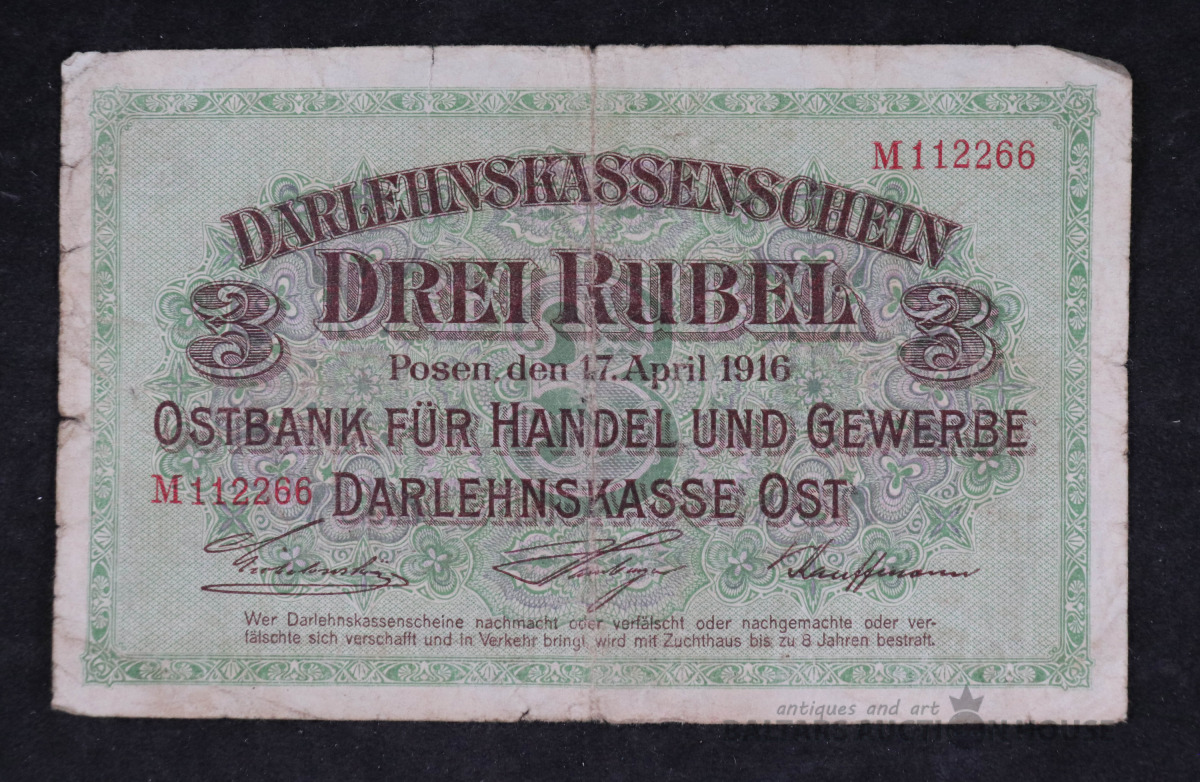 M112266
DARLEHNSKASSENSCHEIN
3 DREI RUBEL 3
Posen, den 17. April 1916
OSTBANK FÜR HANDEL UND GEWERBE
M112266 DARLEHNSKASSE OST
Kauffmann
Wer Darlehnskassenscheine nachmacht oder verfälscht oder nachgemachte oder ver-
fälschte sich verschafft und in Verkehr bringt, wird mit Zuchthaus bis zu 8 Jahren bestraft.
antiques and art
BALTARS AUCTION HOUSE